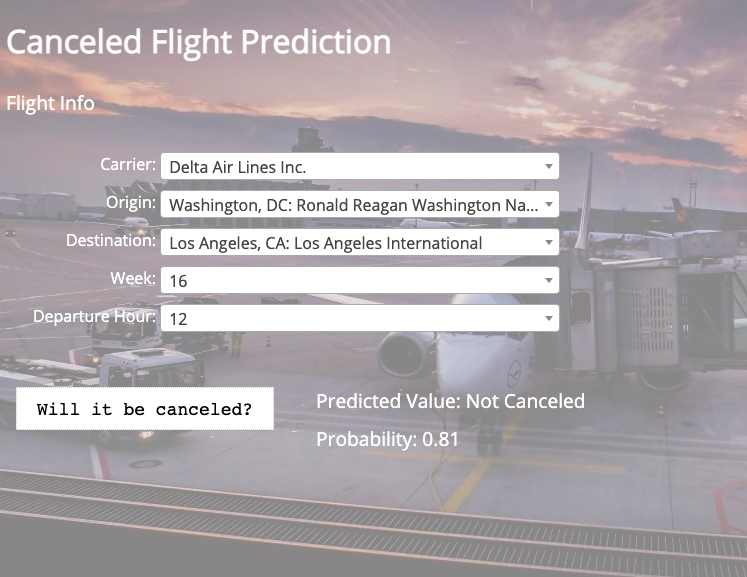 Canceled Flight Prediction
Flight Info
Carrier: Delta Air Lines Inc.
Origin: Washington, DC: Ronald Reagan Washington Na...
Destination: Los Angeles, CA: Los Angeles International
Week: 16
Departure Hour: 12
Will it be canceled?
Predicted Value: Not Canceled
Probability: 0.81